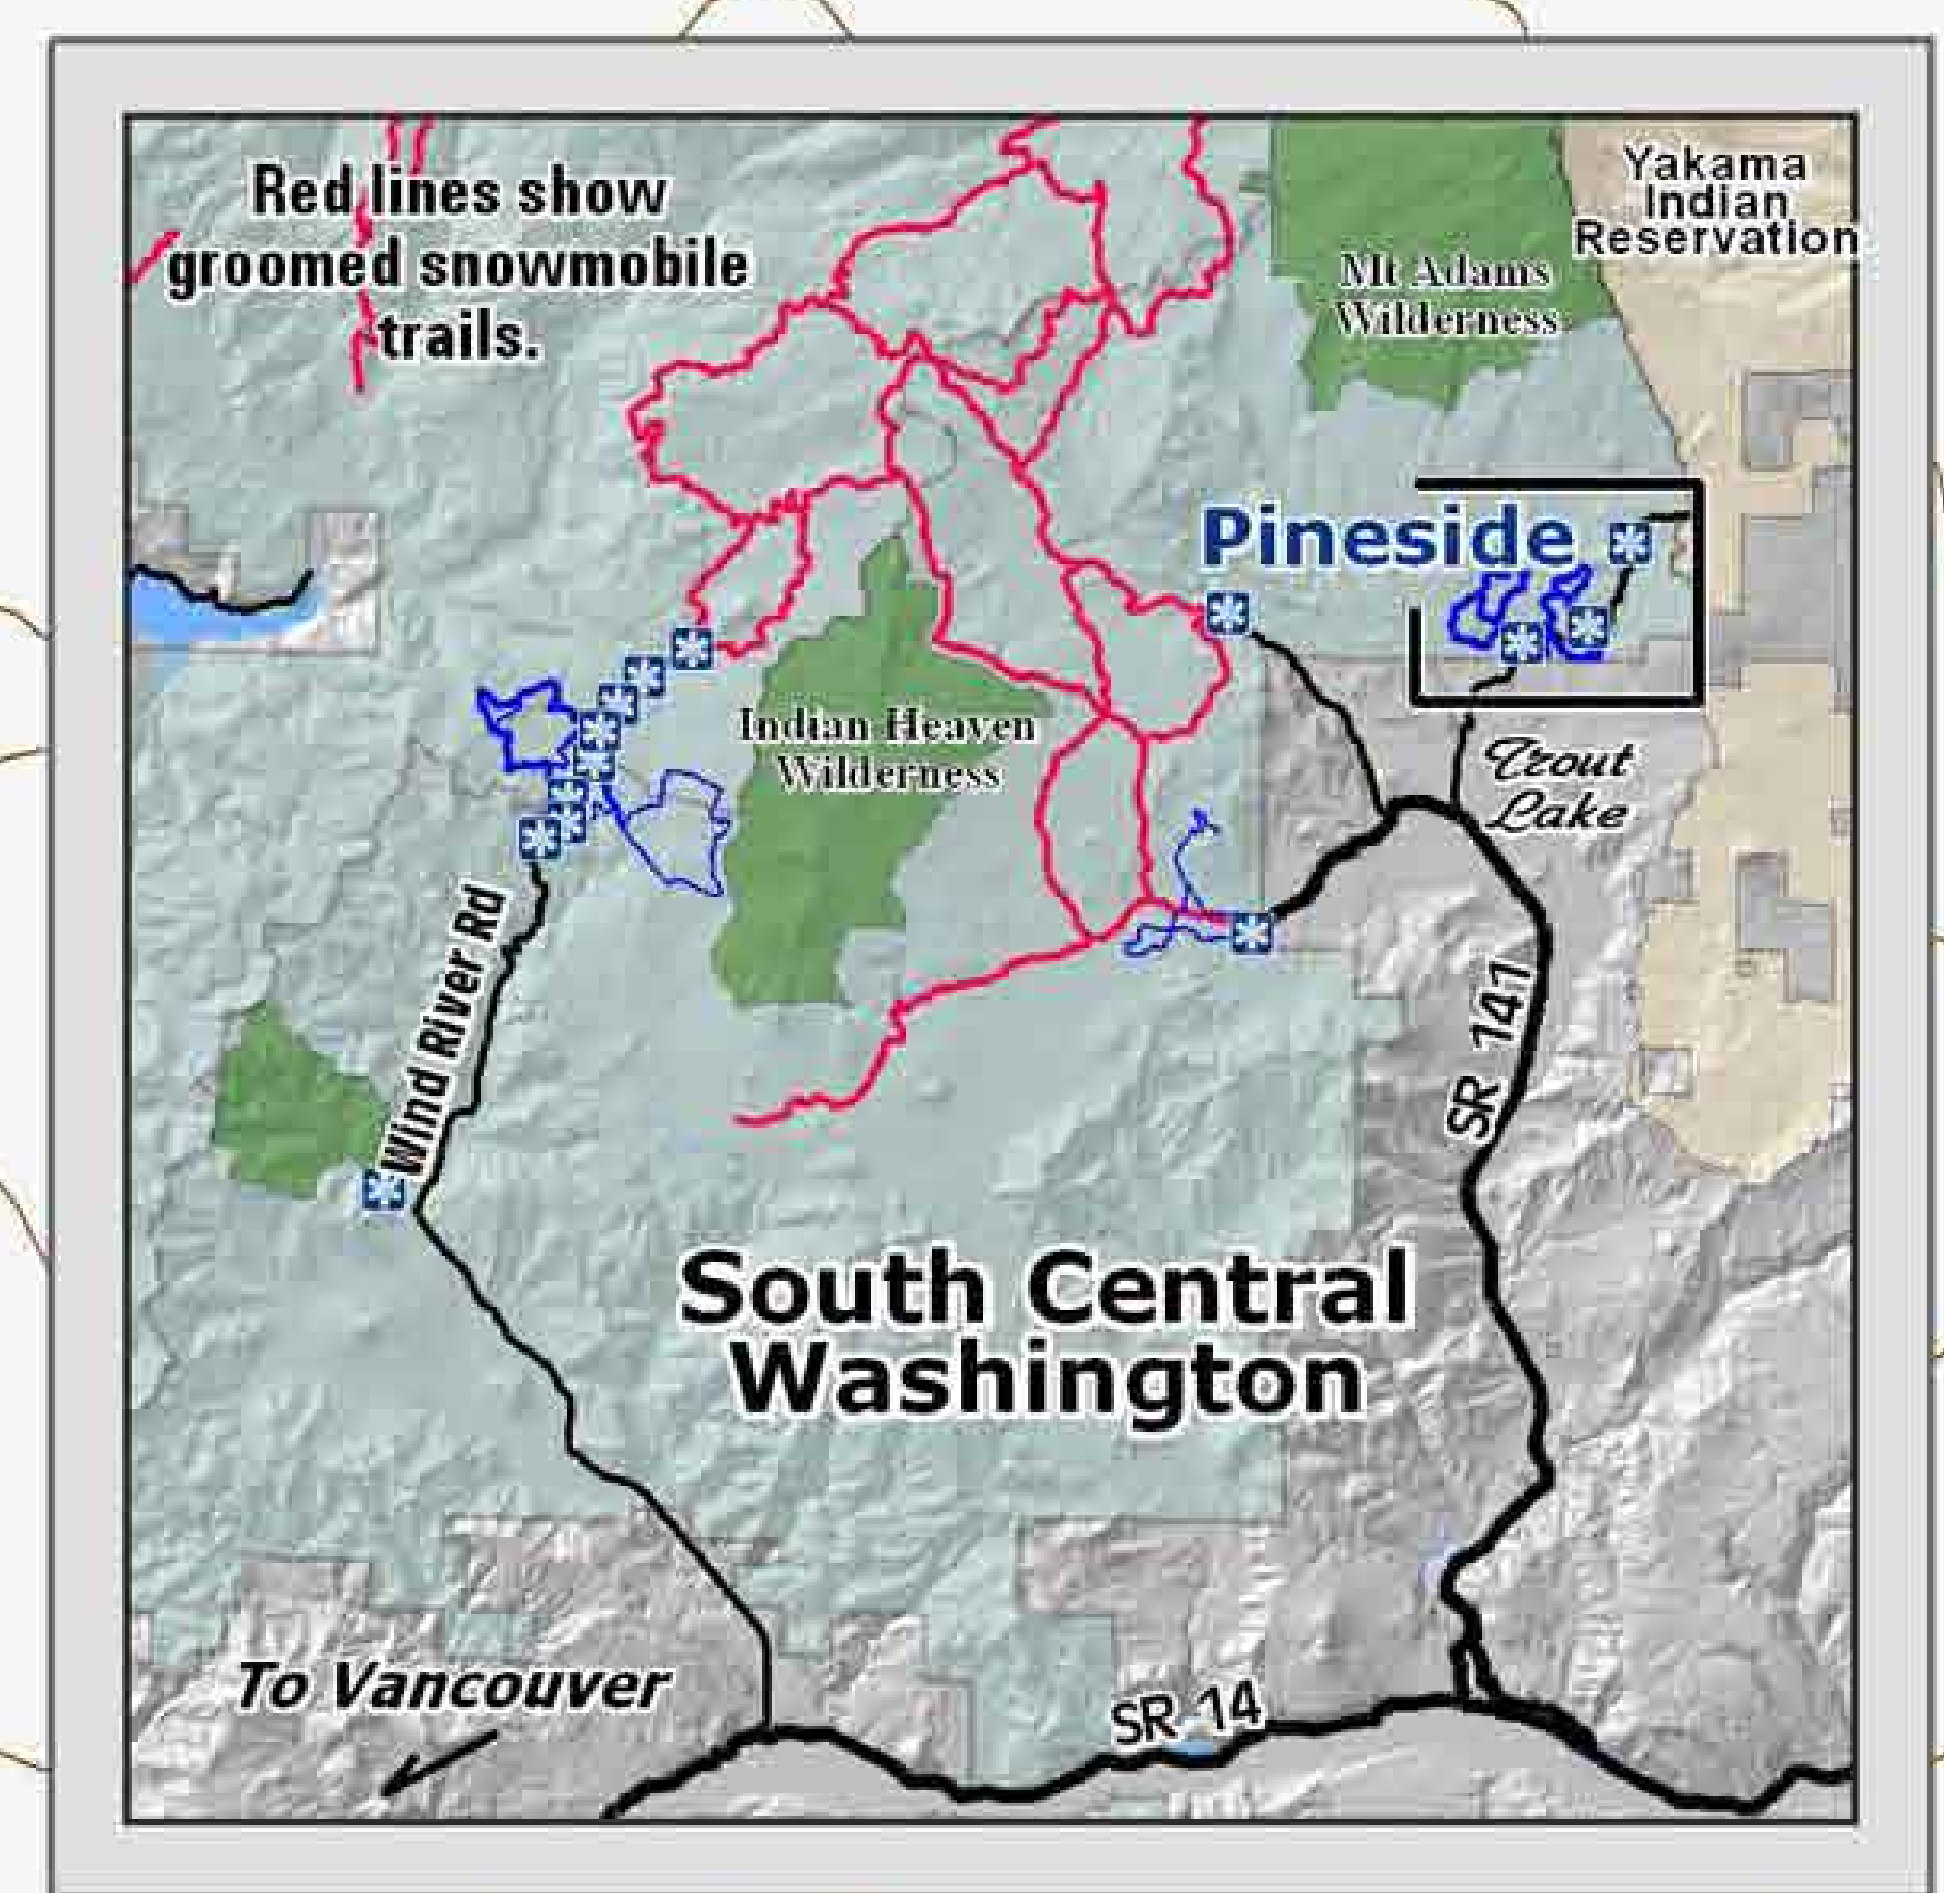 Red lines show
groomed snowmobile
trails.
Yakama
Indian
Reservation
Mt Adams
Wilderness
Pineside
Indian Heaven
Wilderness
Trout
Lake
Wind River Rd
SR 141
South Central
Washington
To Vancouver
SR 14